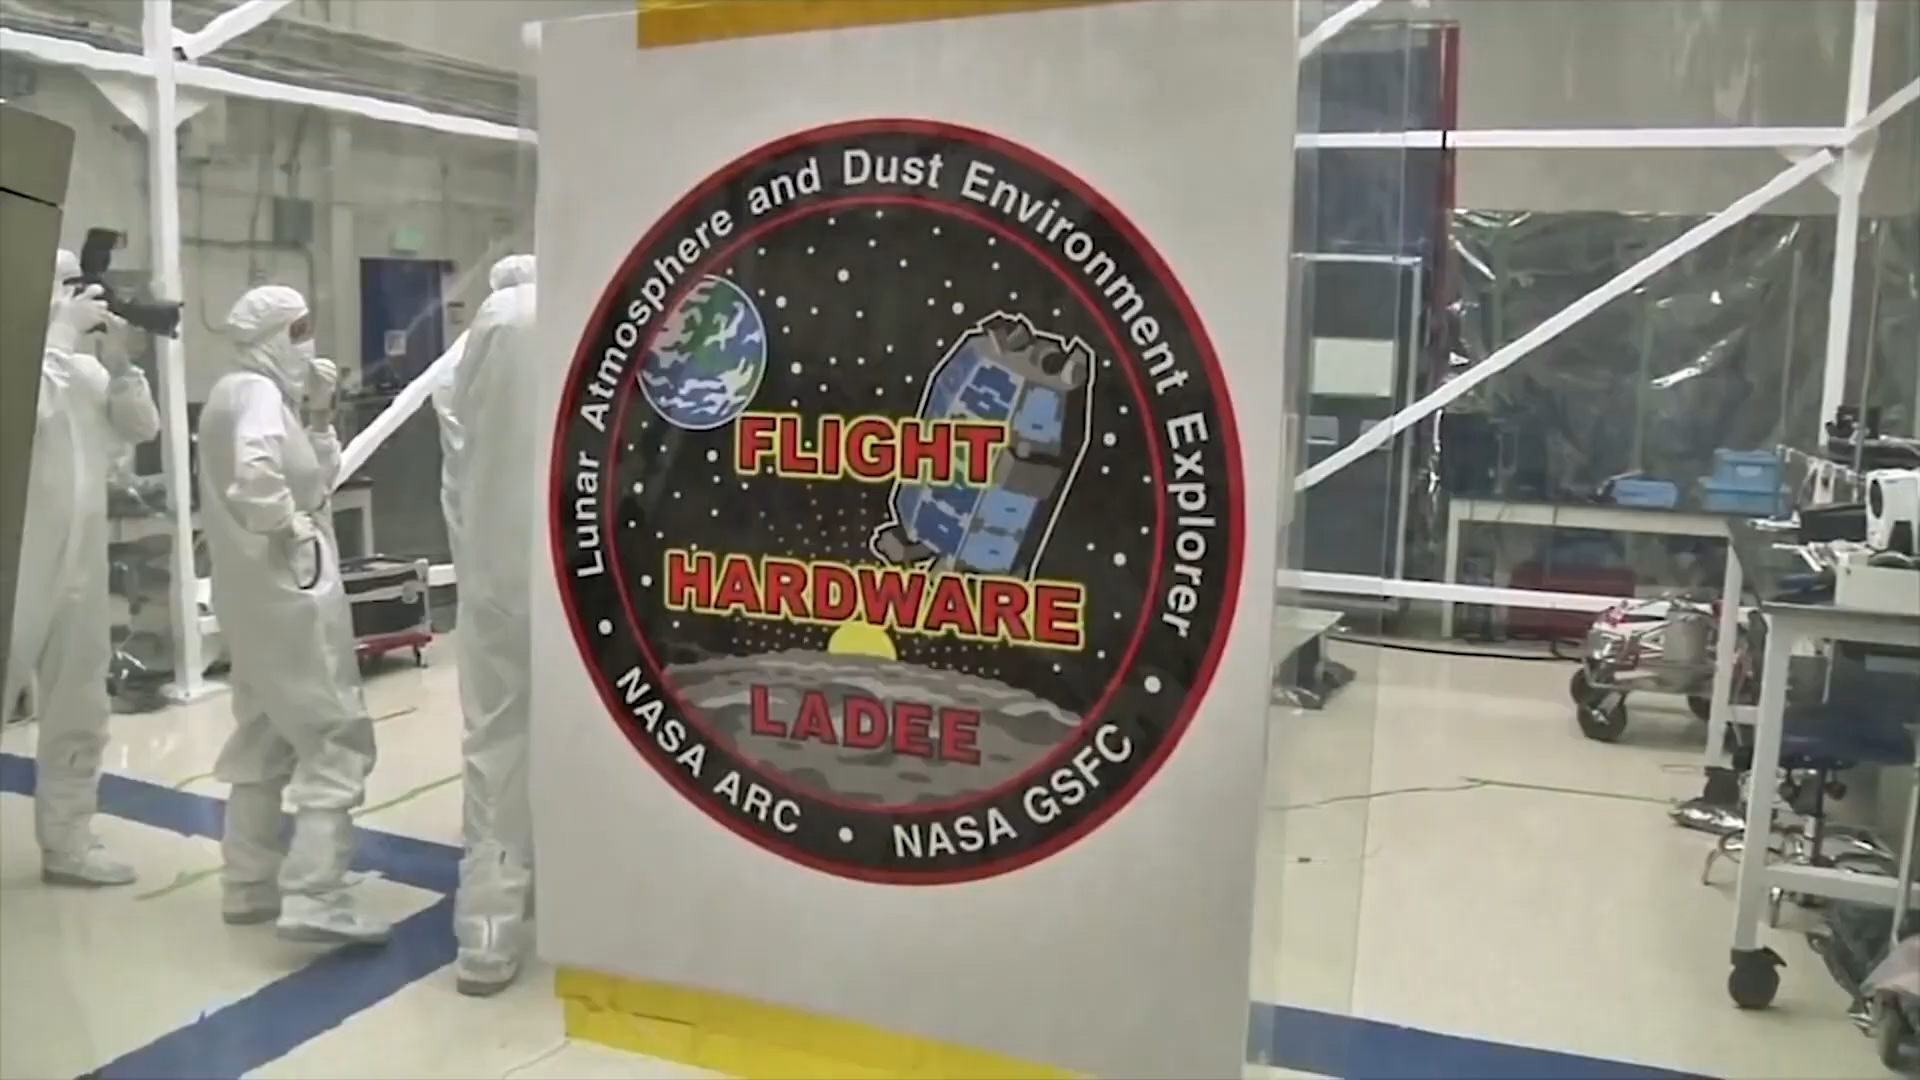 Lunar Atmosphere and Dust Environment Explorer
FLIGHT
HARDWARE
LADEE
NASA ARC • NASA GSFC